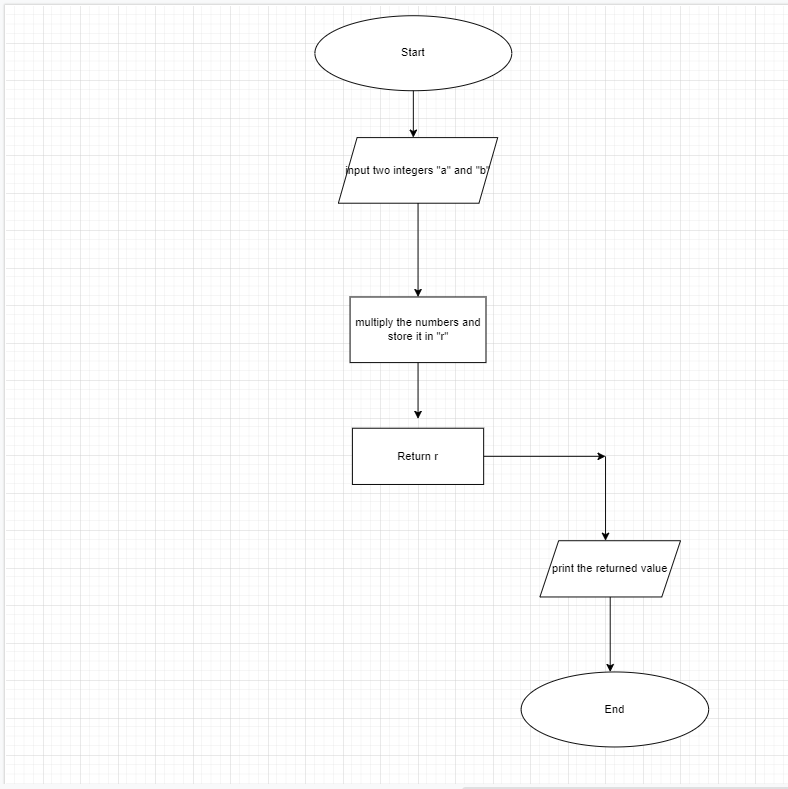 Start
input two integers "a" and "b"
multiply the numbers and
store it in "r"
Return r
print the returned value
End